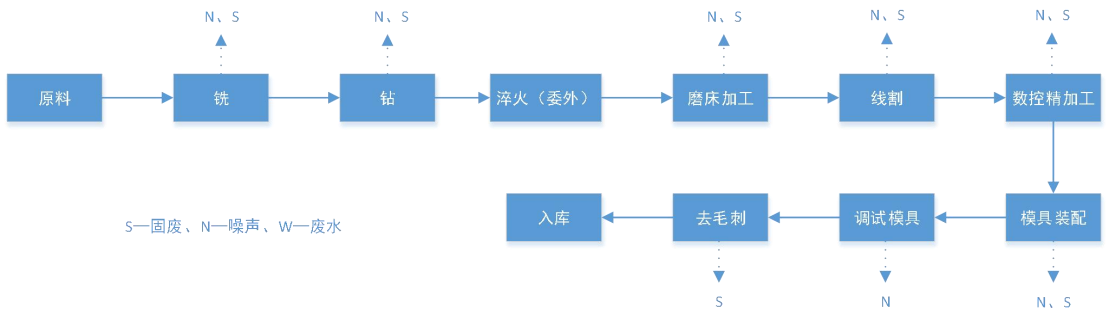 N、S
N、S
N、S
N、S
N、S
原料
铣
钻
淬火（委外）
磨床加工
线割
数控精加工
入库
去毛刺
调试模具
模具装配
S—固废、N—噪声、W—废水
S
N
N、S